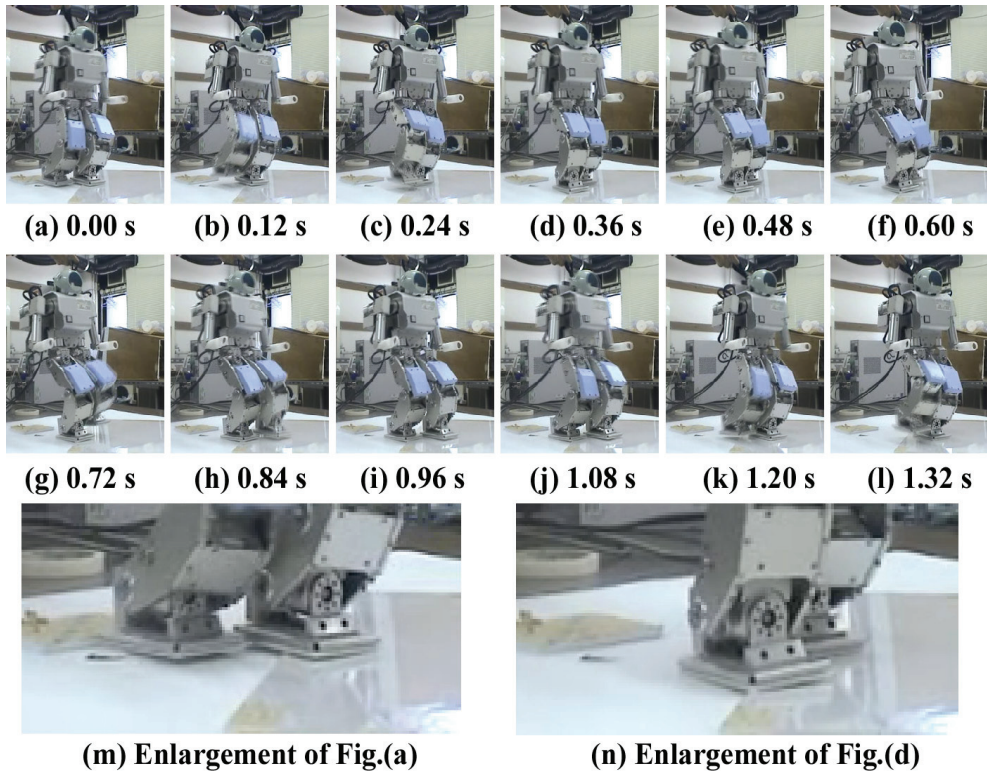 (a) 0.00 s (b) 0.12 s (c) 0.24 s (d) 0.36 s (e) 0.48 s (f) 0.60 s
(g) 0.72 s (h) 0.84 s (i) 0.96 s (j) 1.08 s (k) 1.20 s (l) 1.32 s
(m) Enlargement of Fig.(a) (n) Enlargement of Fig.(d)